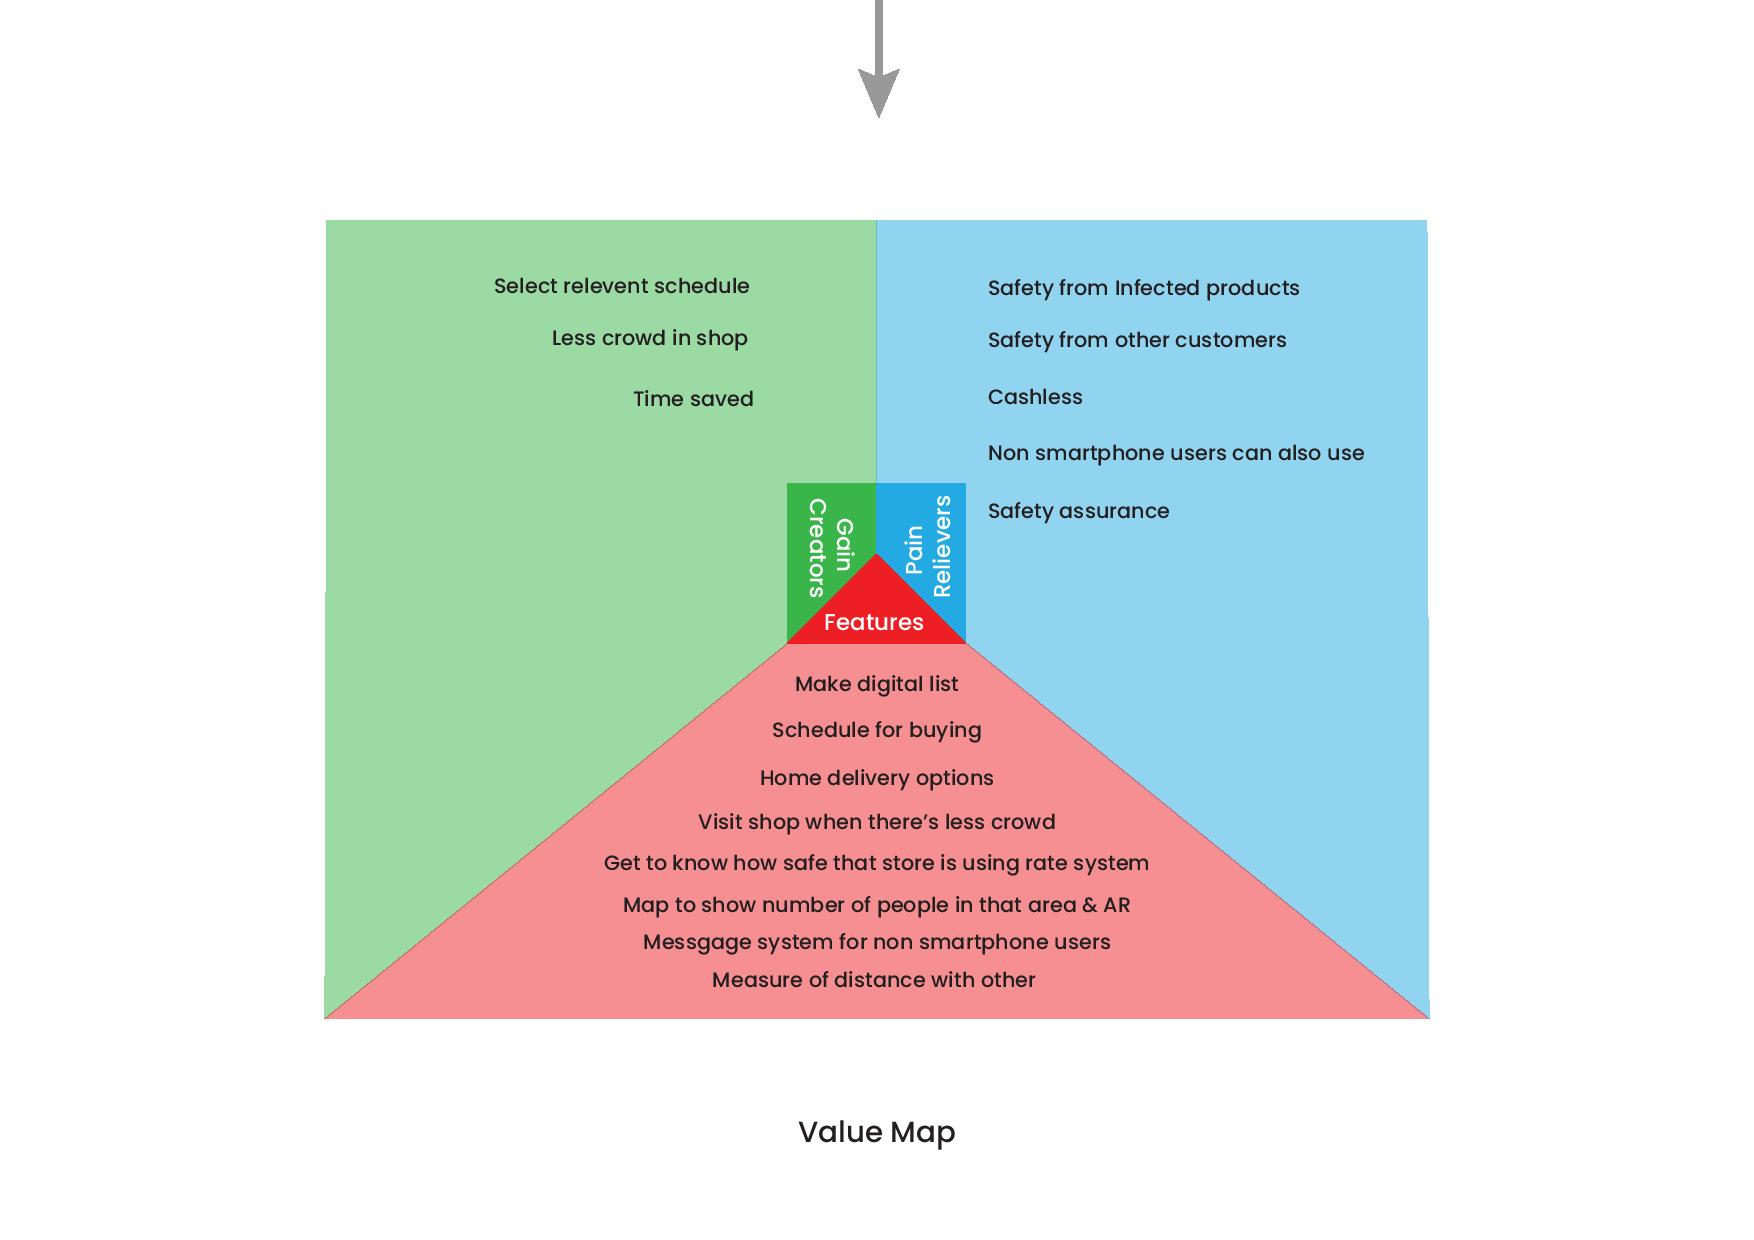 Select relevent schedule
Less crowd in shop
Time saved
Safety from Infected products
Safety from other customers
Cashless
Non smartphone users can also use
Safety assurance
Gain
Creators
Pain
Relievers
Features
Make digital list
Schedule for buying
Home delivery options
Visit shop when there's less crowd
Get to know how safe that store is using rate system
Map to show number of people in that area & AR
Messgage system for non smartphone users
Measure of distance with other
Value Map